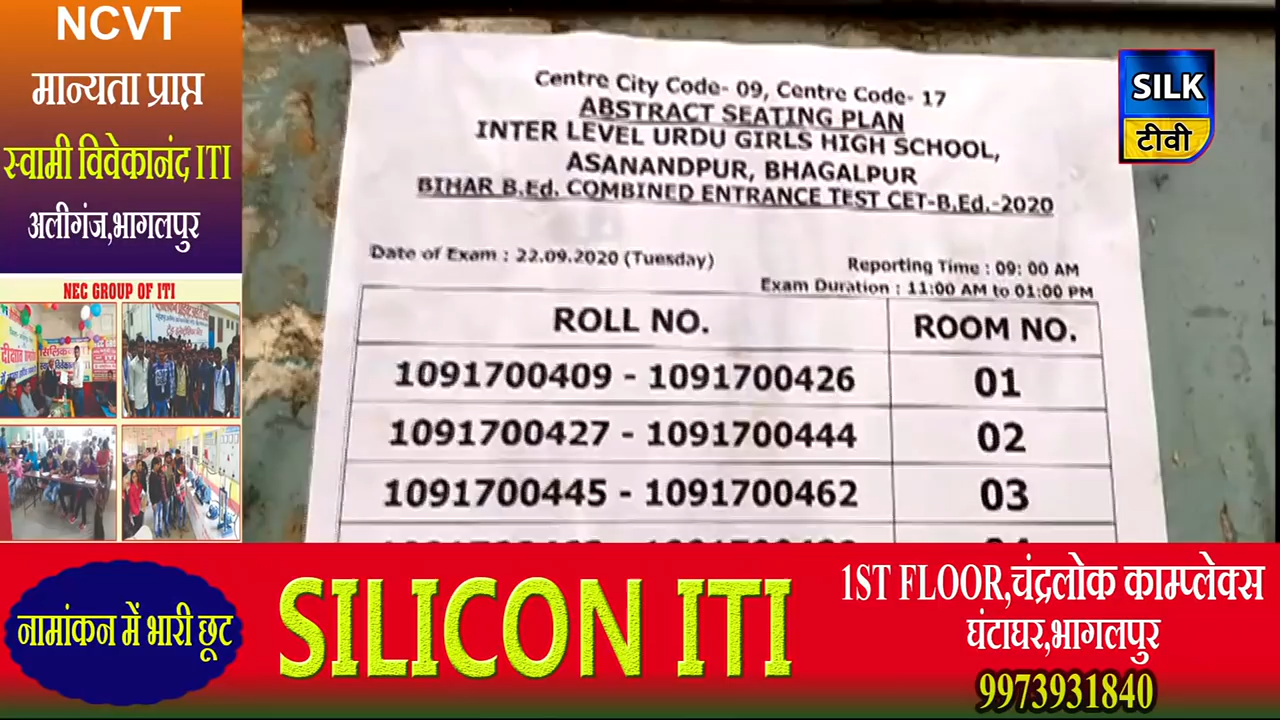 NCVT
मान्यता प्राप्त
स्वामी विवेकानंद ITI
अलीगंज,भागलपुर
NEC GROUP OF ITI
Centre City Code- 09, Centre Code- 17
ABSTRACT SEATING PLAN
INTER LEVEL URDU GIRLS HIGH SCHOOL,
ASANANDPUR, BHAGALPUR
BIHAR B.Ed. COMBINED ENTRANCE TEST CET-B.Ed.-2020
Date of Exam : 22.09.2020 (Tuesday)
Reporting Time : 09: 00 AM
Exam Duration : 11:00 AM to 01:00 PM
ROLL NO. ROOM NO.
1091700409 - 1091700426 01
1091700427 - 1091700444 02
1091700445 - 1091700462 03
SILK
टीवी
नामांकन में भारी छूट
SILICON ITI
1ST FLOOR,चंद्रलोक काम्प्लेक्स
घंटाघर,भागलपुर
9973931840